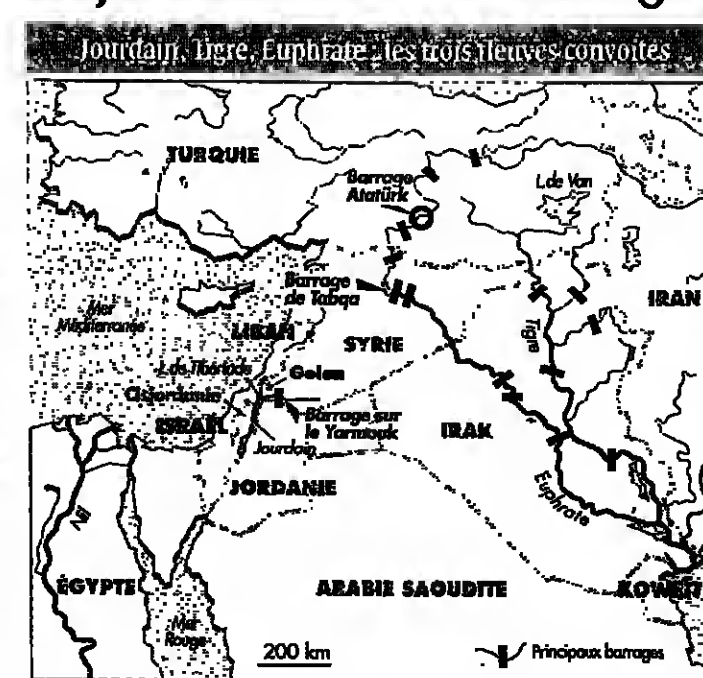 Jourdain, Tigre, Euphrate : les trois fleuves convoités
TURQUIE
Barrage
Atatürk
L. de Van
Barrage
de Tabqa
IRAN
Mer
Méditerranée
LIBAN
SYRIE
Tigre
L. de Tibériade
Golan
Cisjordanie
Barrage sur
le Yarmouk
ISRAËL
IRAK
Jourdain
JORDANIE
Euphrate
Nil
ÉGYPTE
ARABIE SAOUDITE
KOWEÏT
Mer
Rouge
200 km
Principaux barrages